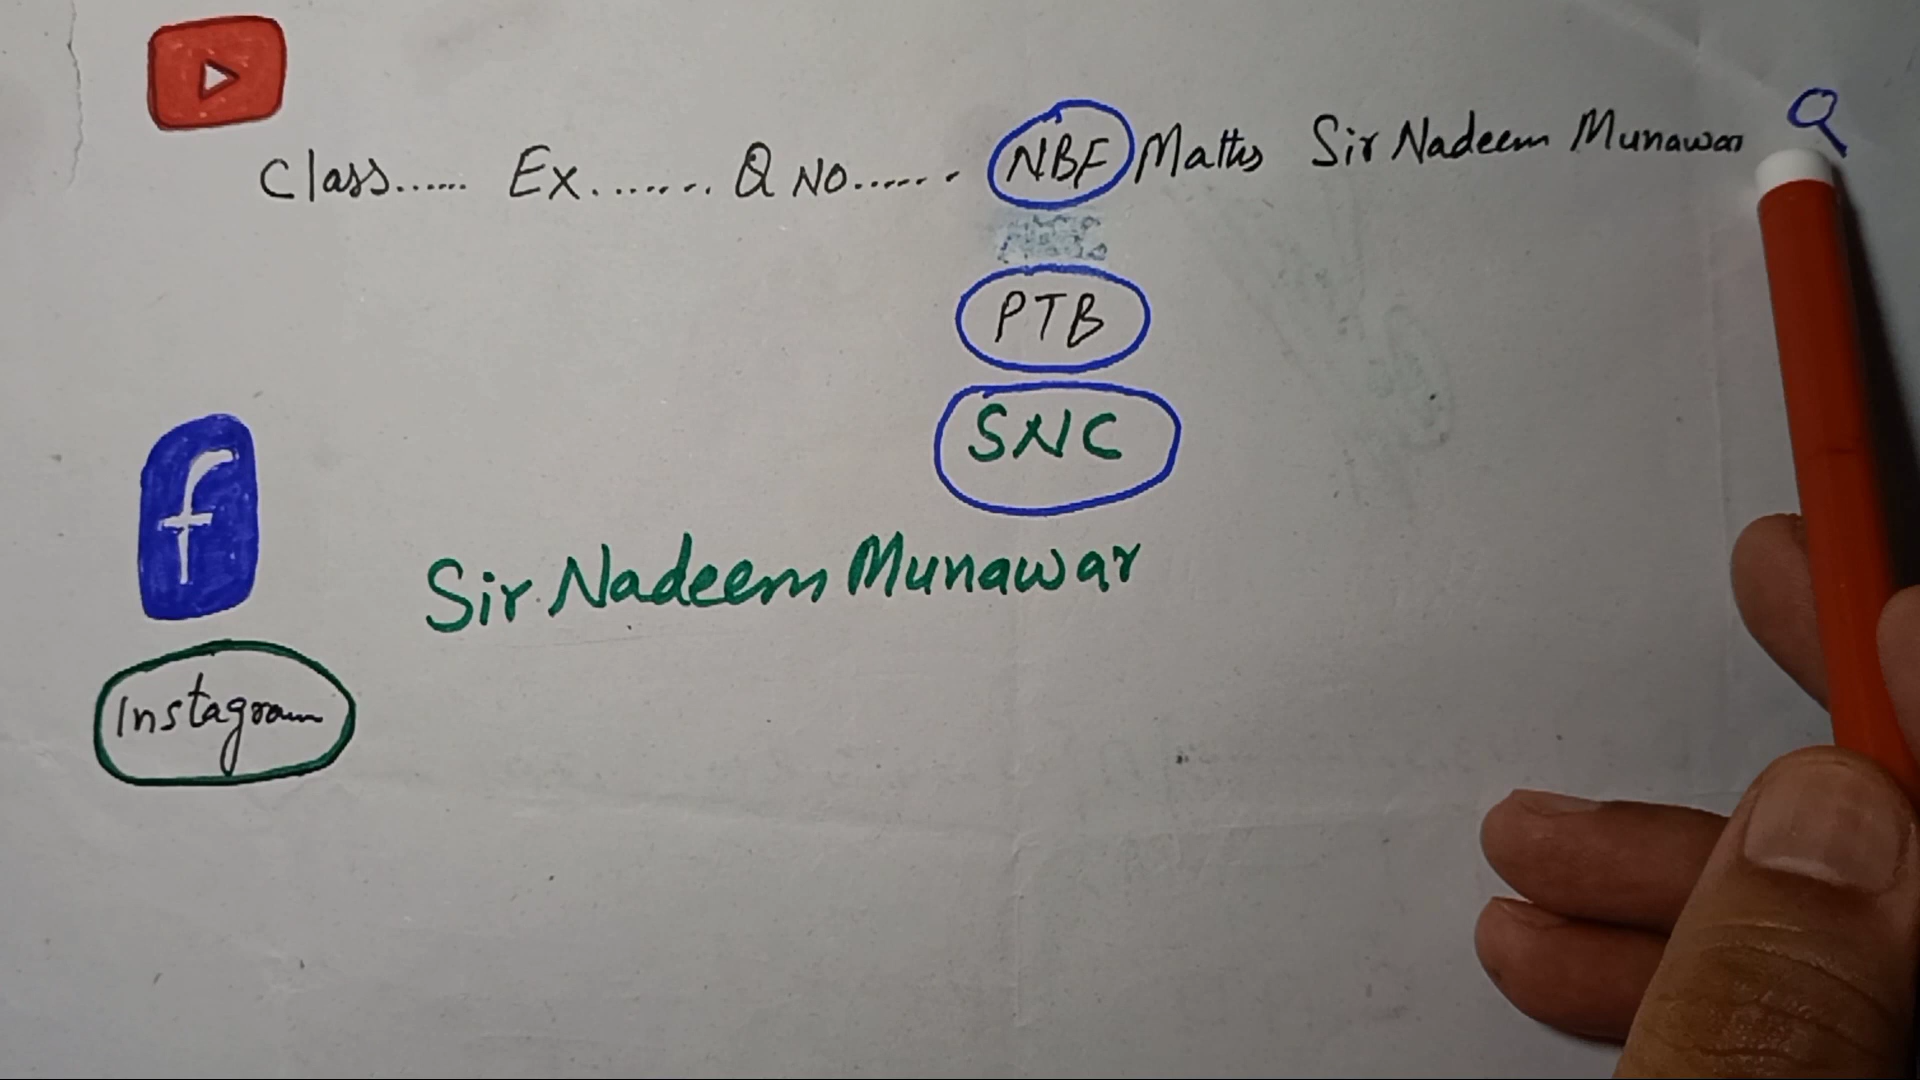 Class...... Ex....... Q No...... NBF Maths Sir Nadeem Munawar
PTB
SNC
f
Sir Nadeem Munawar
Instagram